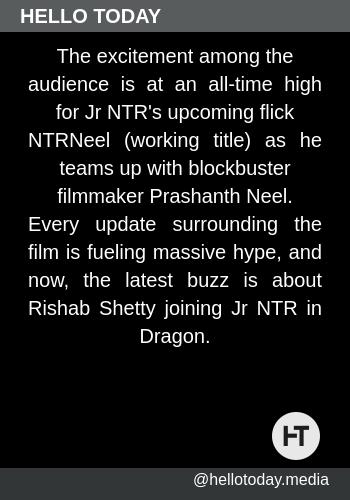 HELLO TODAY
The excitement among the
audience is at an all-time high
for Jr NTR's upcoming flick
NTRNeel (working title) as he
teams up with blockbuster
filmmaker Prashanth Neel.
Every update surrounding the
film is fueling massive hype, and
now, the latest buzz is about
Rishab Shetty joining Jr NTR in
Dragon.
HT
@hellotoday.media